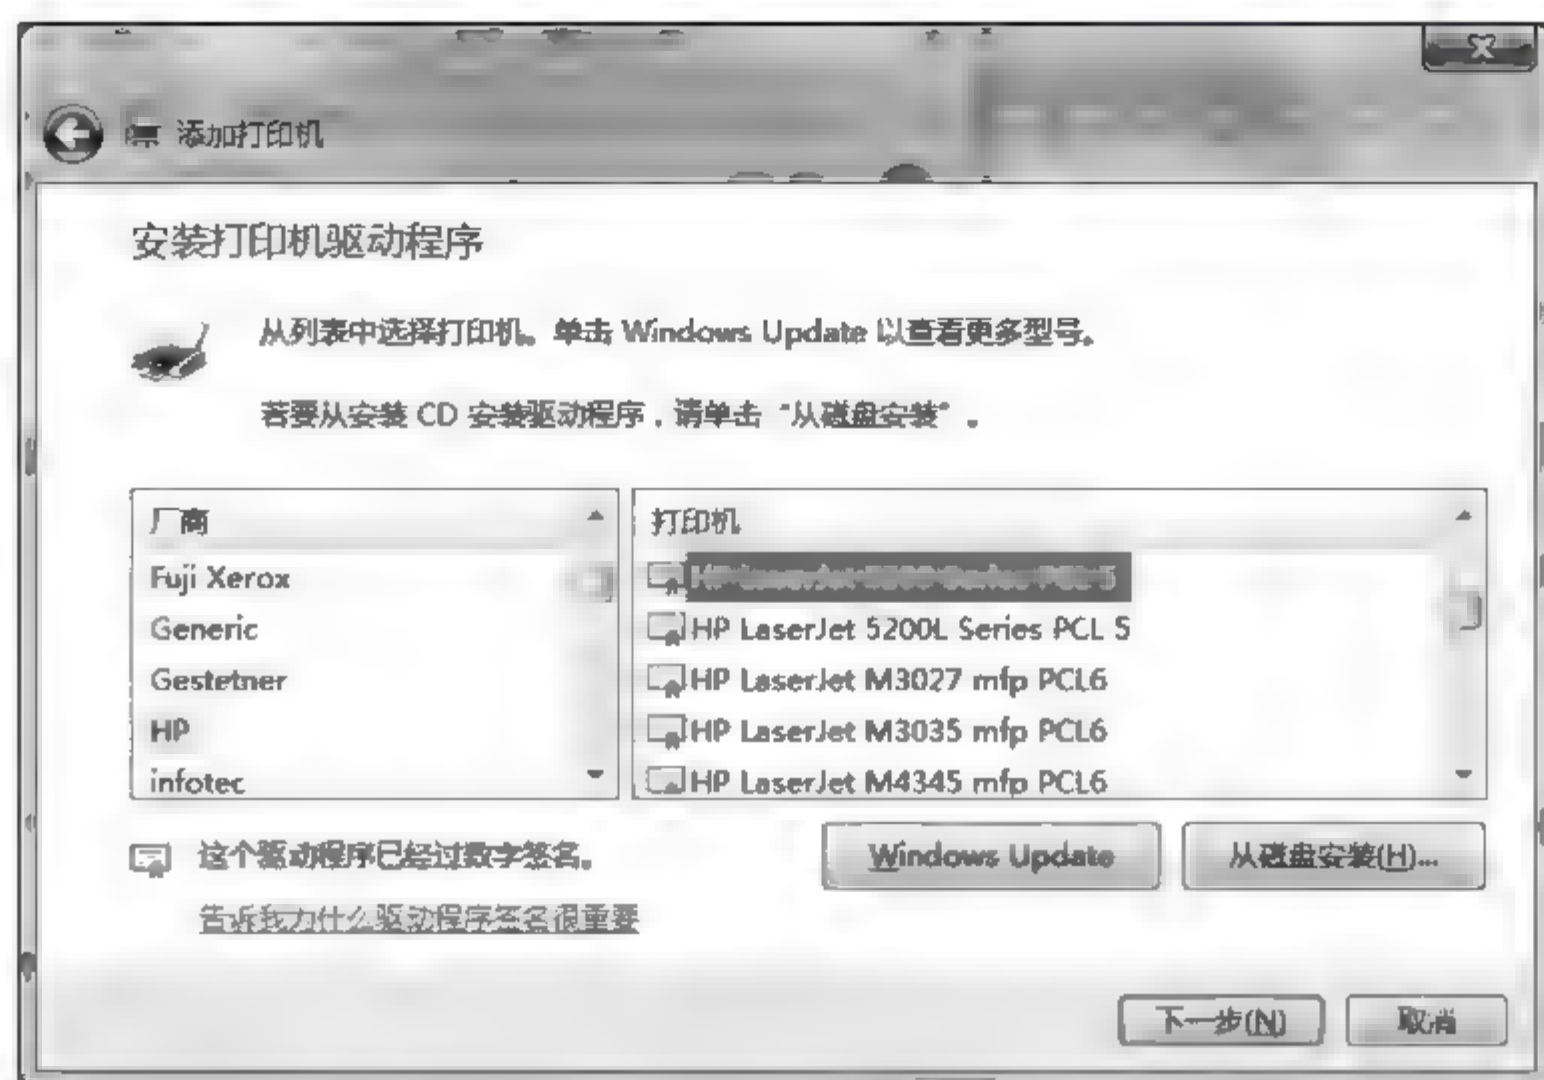 添加打印机
安装打印机驱动程序
从列表中选择打印机。单击 Windows Update 以查看更多型号。
若要从安装 CD 安装驱动程序，请单击“从磁盘安装”。
厂商
Fuji Xerox
Generic
Gestetner
HP
infotec
打印机
HP LaserJet Series PCL 5
HP LaserJet 5200L Series PCL 5
HP LaserJet M3027 mfp PCL6
HP LaserJet M3035 mfp PCL6
HP LaserJet M4345 mfp PCL6
这个驱动程序已经过数字签名。
告诉我为什么驱动程序签名很重要
Windows Update
从磁盘安装(H)...
下一步(N)
取消